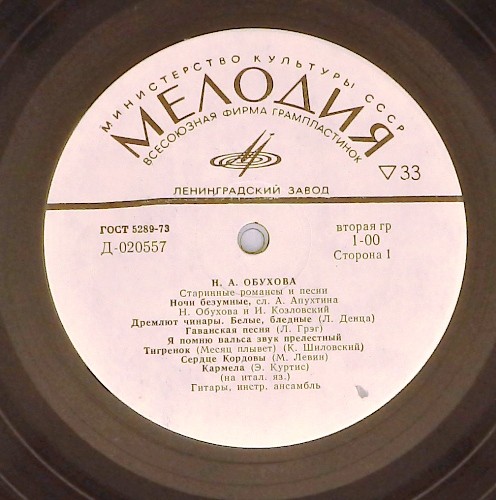 МИНИСТЕРСТВО КУЛЬТУРЫ СССР
МЕЛОДИЯ
ВСЕСОЮЗНАЯ ФИРМА ГРАМПЛАСТИНОК
ЛЕНИНГРАДСКИЙ ЗАВОД
▽33
ГОСТ 5289-73
Д-020557
вторая гр
1-00
Сторона 1
Н. А. ОБУХОВА
Старинные романсы и песни
Ночи безумные, сл. А. Апухтина
Н. Обухова и И. Козловский
Дремлют чинары. Белые, бледные (Л. Денца)
Гаванская песня (Л. Грэг)
Я помню вальса звук прелестный
Тигренок (Месяц плывет) (К. Шиловский)
Сердце Кордовы (М. Левин)
Кармела (Э. Куртис)
(на итал. яз.)
Гитары, инстр. ансамбль